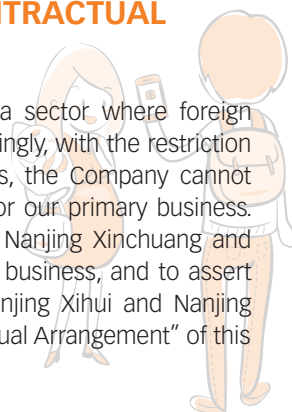 NTRACTUAL
a sector where foreign
ingly, with the restriction
s, the Company cannot
or our primary business.
Nanjing Xinchuang and
business, and to assert
njing Xihui and Nanjing
ual Arrangement” of this